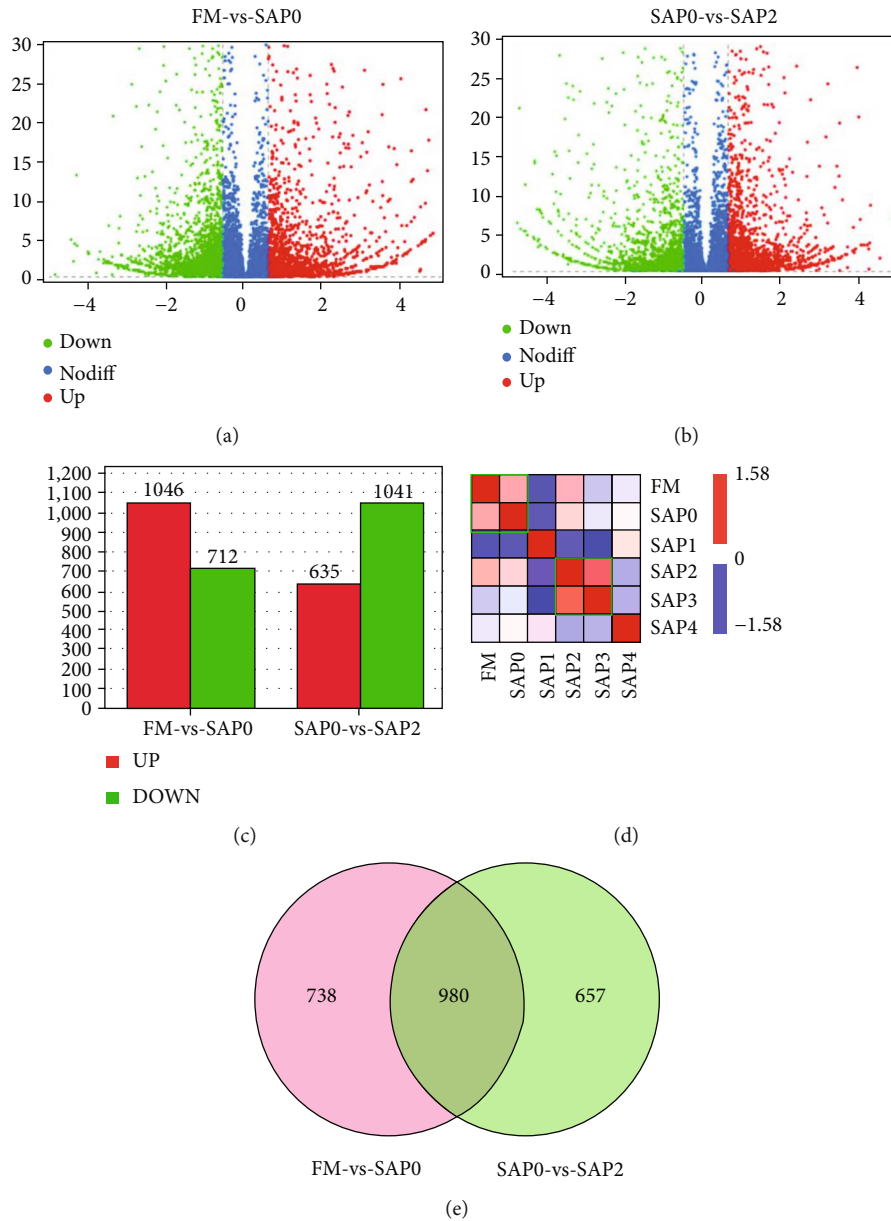 FM-vs-SAP0
30
25
20
15
10
5
0
−4 −2 0 2 4
Down
Nodiff
Up
(a)
SAP0-vs-SAP2
30
25
20
15
10
5
0
−4 −2 0 2 4
Down
Nodiff
Up
(b)
1,200
1,100
1,000
900
800
700
600
500
400
300
200
100
0
1046
712
635
1041
FM-vs-SAP0 SAP0-vs-SAP2
UP
DOWN
(c)
FM
SAP0
SAP1
SAP2
SAP3
SAP4
FM SAP0 SAP1 SAP2 SAP3 SAP4
1.58
0
−1.58
(d)
738 980 657
FM-vs-SAP0 SAP0-vs-SAP2
(e)